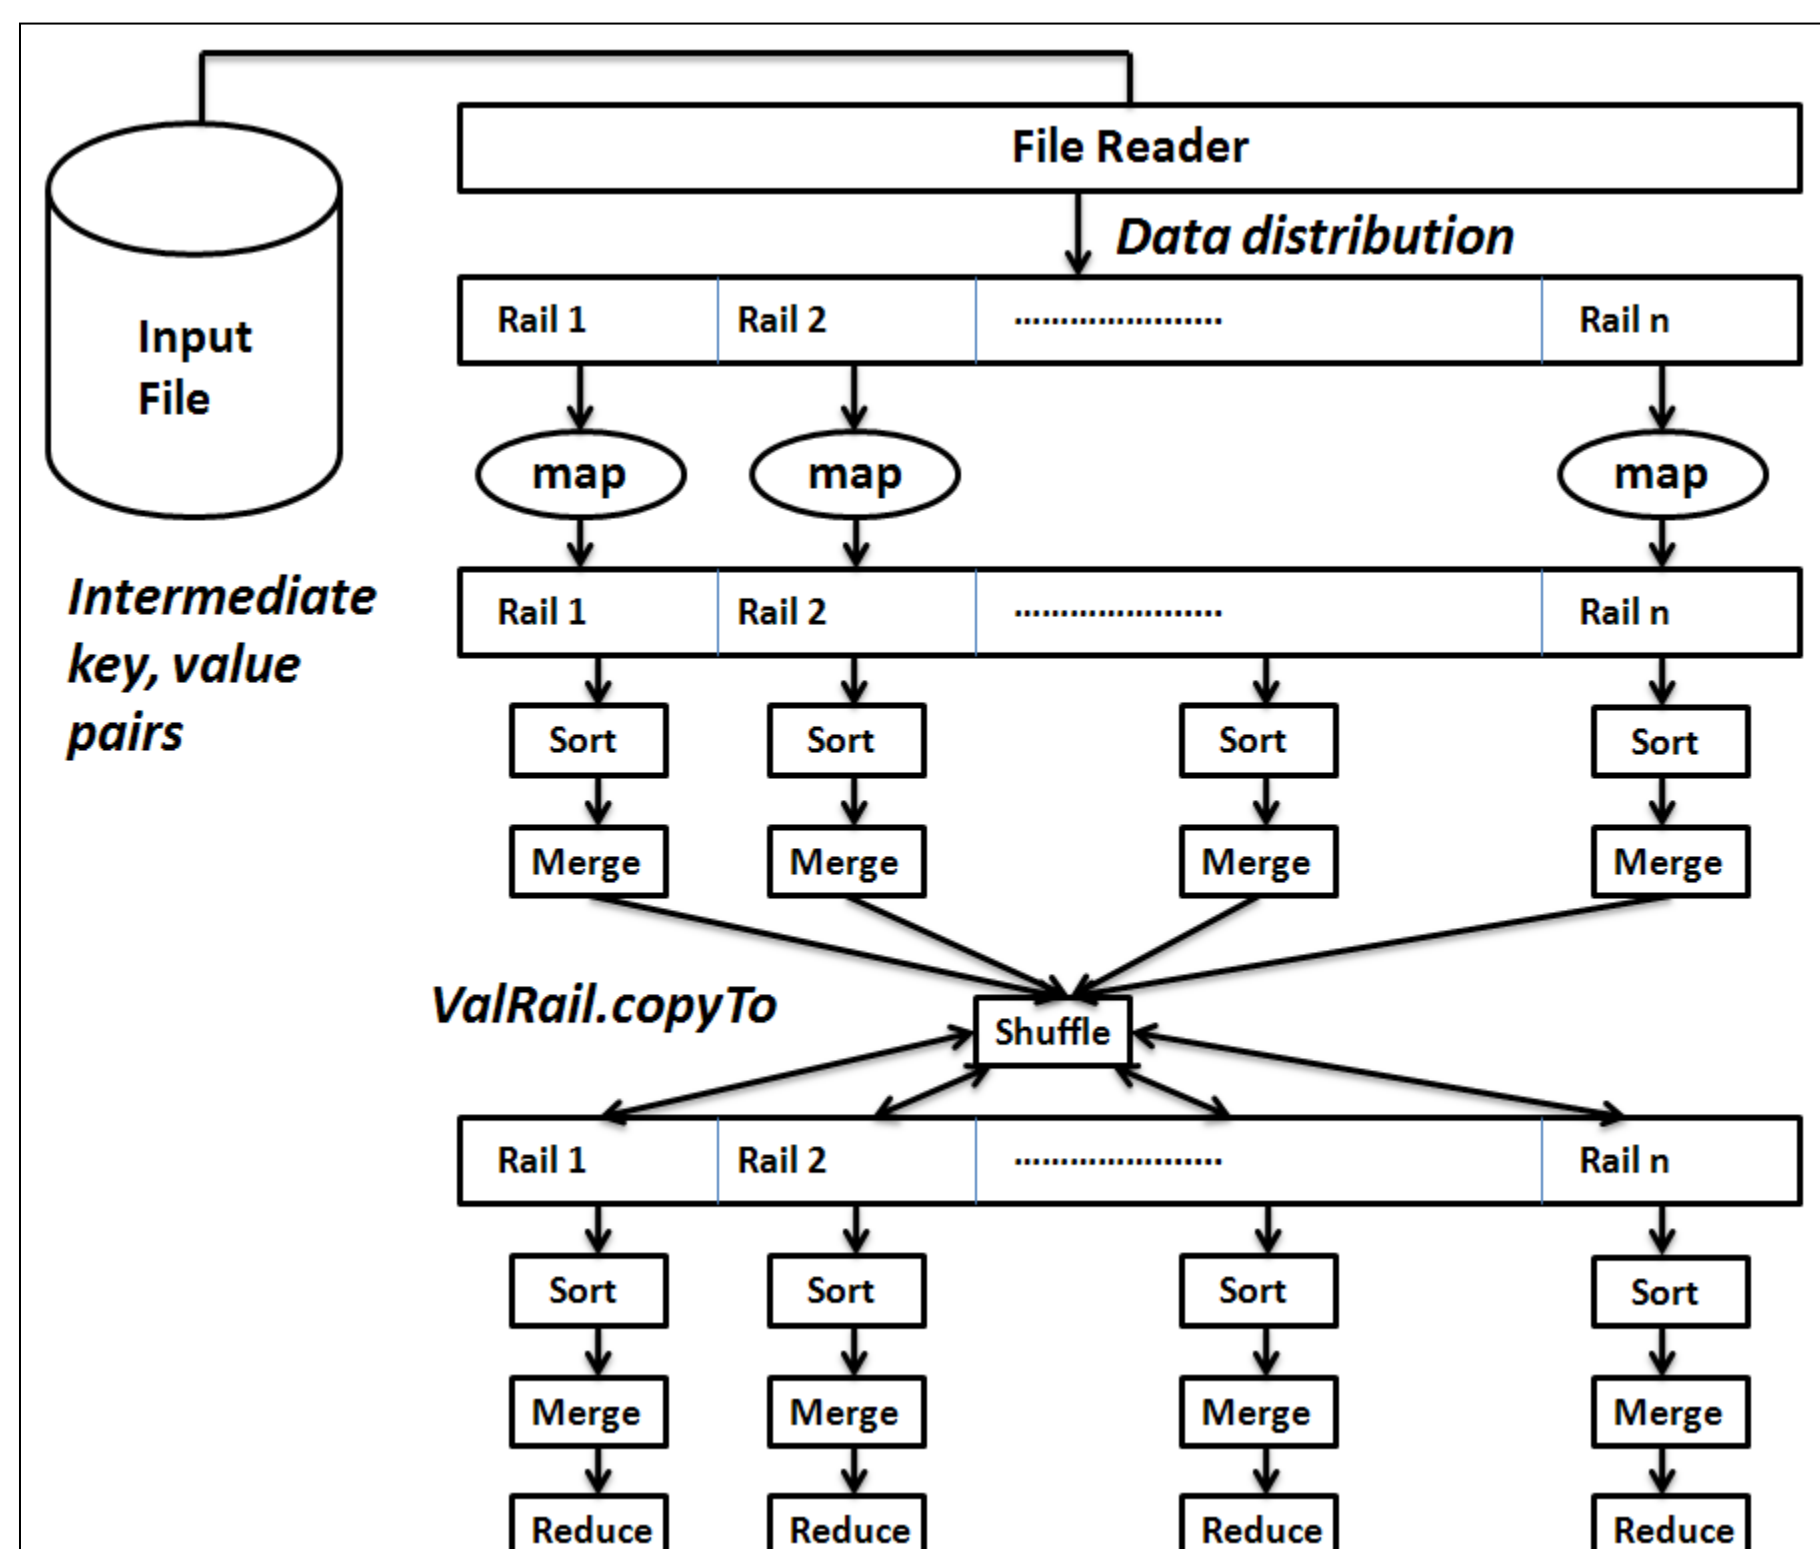 File Reader
Data distribution
Input
File
Rail 1 Rail 2 ...................... Rail n
map map map
Intermediate
key, value
pairs
Rail 1 Rail 2 ...................... Rail n
Sort Sort Sort Sort
Merge Merge Merge Merge
ValRail.copyTo
Shuffle
Rail 1 Rail 2 ...................... Rail n
Sort Sort Sort Sort
Merge Merge Merge Merge
Reduce Reduce Reduce Reduce